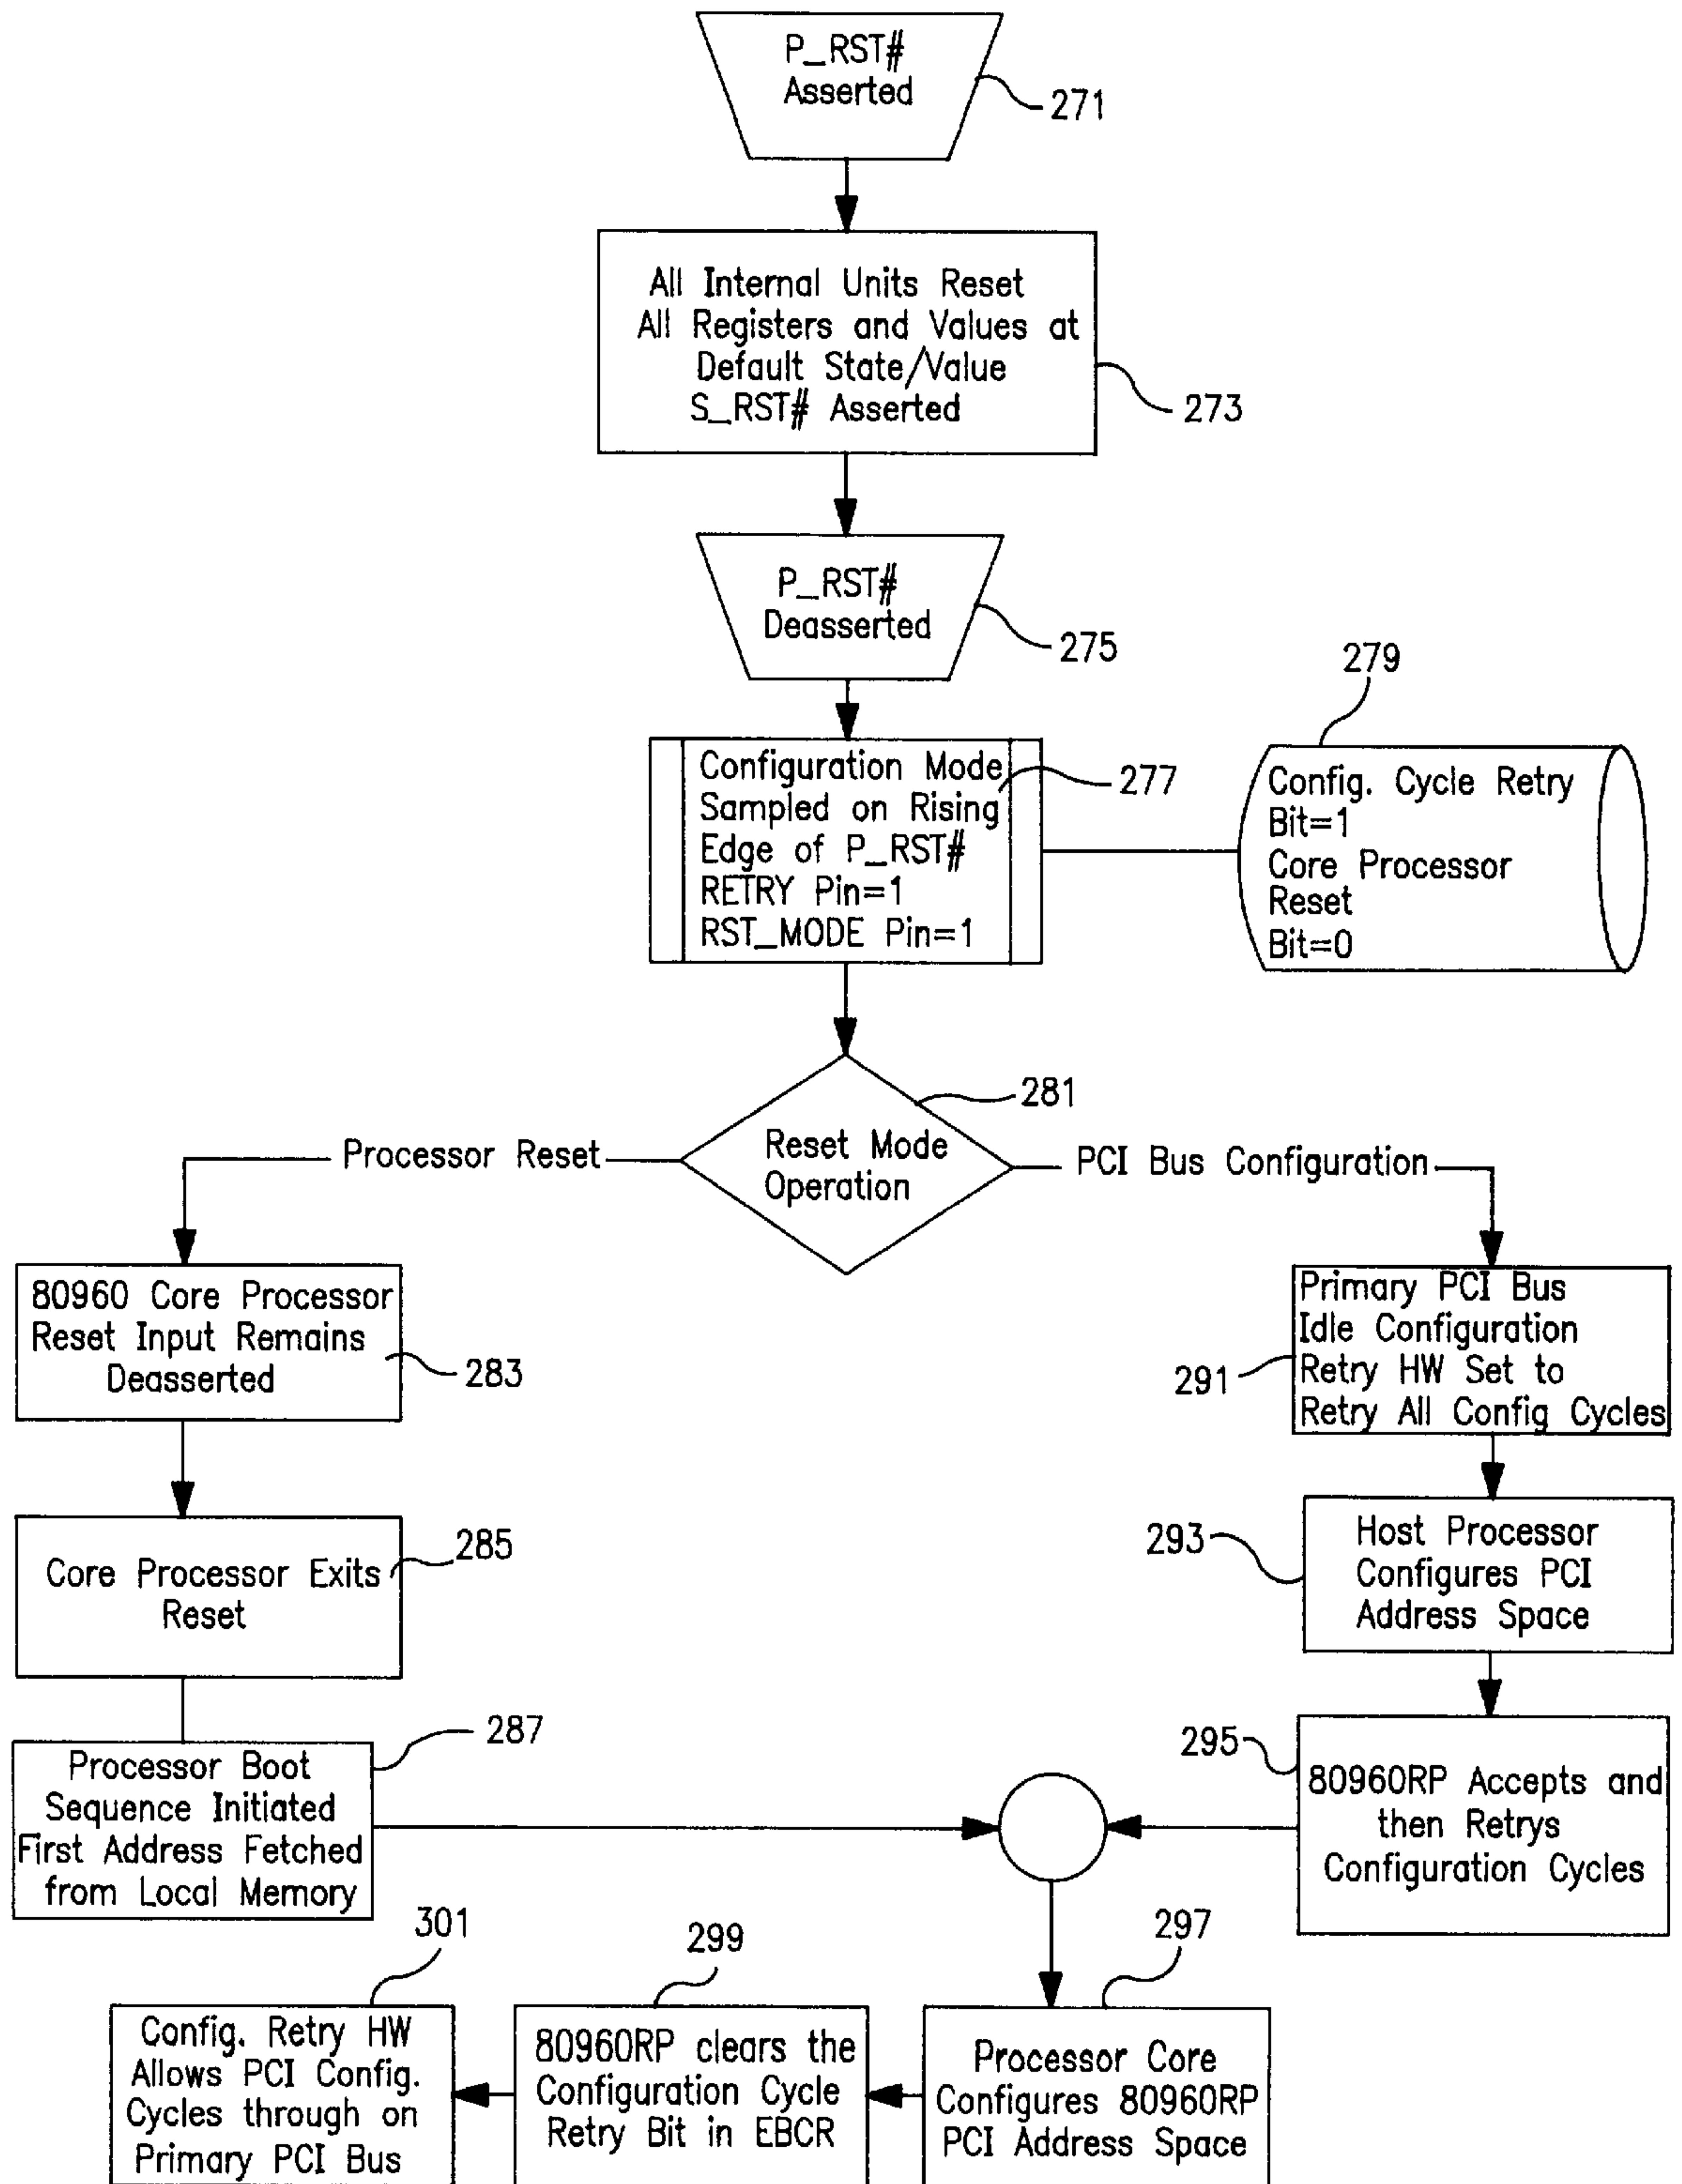 P_RST#
Asserted
271
All Internal Units Reset
All Registers and Values at
Default State/Value
S_RST# Asserted
273
P_RST#
Deasserted
275
279
Configuration Mode
Sampled on Rising
Edge of P_RST#
RETRY Pin=1
RST_MODE Pin=1
277
Config. Cycle Retry
Bit=1
Core Processor
Reset
Bit=0
281
Reset Mode
Operation
Processor Reset
PCI Bus Configuration
80960 Core Processor
Reset Input Remains
Deasserted
283
Primary PCI Bus
Idle Configuration
Retry HW Set to
Retry All Config Cycles
291
Core Processor Exits
Reset
285
293
Host Processor
Configures PCI
Address Space
287
Processor Boot
Sequence Initiated
First Address Fetched
from Local Memory
295
80960RP Accepts and
then Retrys
Configuration Cycles
301
Config. Retry HW
Allows PCI Config.
Cycles through on
Primary PCI Bus
299
80960RP clears the
Configuration Cycle
Retry Bit in EBCR
297
Processor Core
Configures 80960RP
PCI Address Space